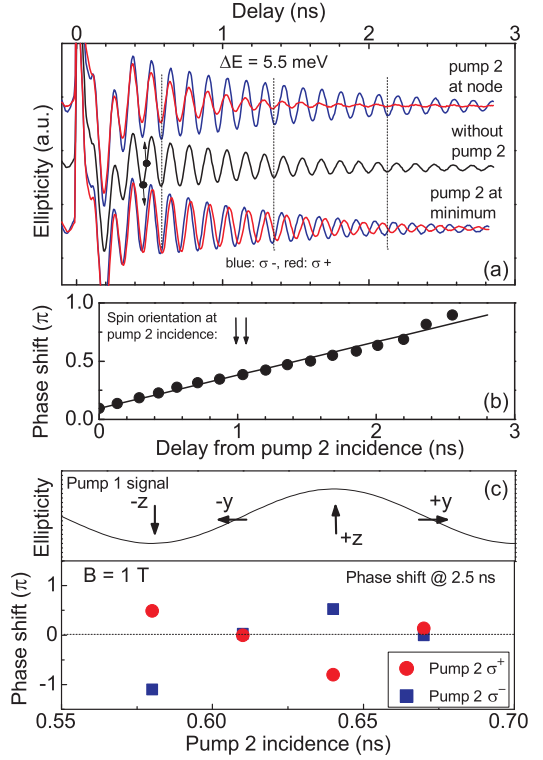 Delay (ns)
0 1 2 3
ΔE = 5.5 meV
pump 2
at node
without
pump 2
pump 2 at
minimum
blue: σ -, red: σ +
(a)
Ellipticity (a.u.)
1.0
0.5
0.0
Phase shift (π)
Spin orientation at
pump 2 incidence:
(b)
0 1 2 3
Delay from pump 2 incidence (ns)
Ellipticity
Pump 1 signal
(c)
-z
-y
+z
+y
B = 1 T
Phase shift @ 2.5 ns
Phase shift (π)
1
0
-1
Pump 2 σ+
Pump 2 σ−
0.55 0.60 0.65 0.70
Pump 2 incidence (ns)